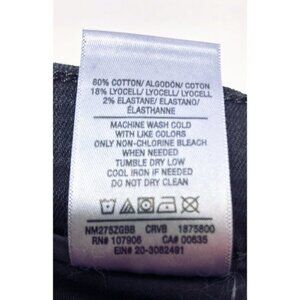 80% COTTON/ ALGODÓN/ COTON
18% LYOCELL/ LYOCELL/ LYOCELL
2% ELASTANE/ ELASTANO/
ÉLASTHANNE
MACHINE WASH COLD
WITH LIKE COLORS
ONLY NON-CHLORINE BLEACH
WHEN NEEDED
TUMBLE DRY LOW
COOL IRON IF NEEDED
DO NOT DRY CLEAN
NM275ZGBB CRVB 1875800
RN# 107906 CA# 00635
EIN# 20-3082491